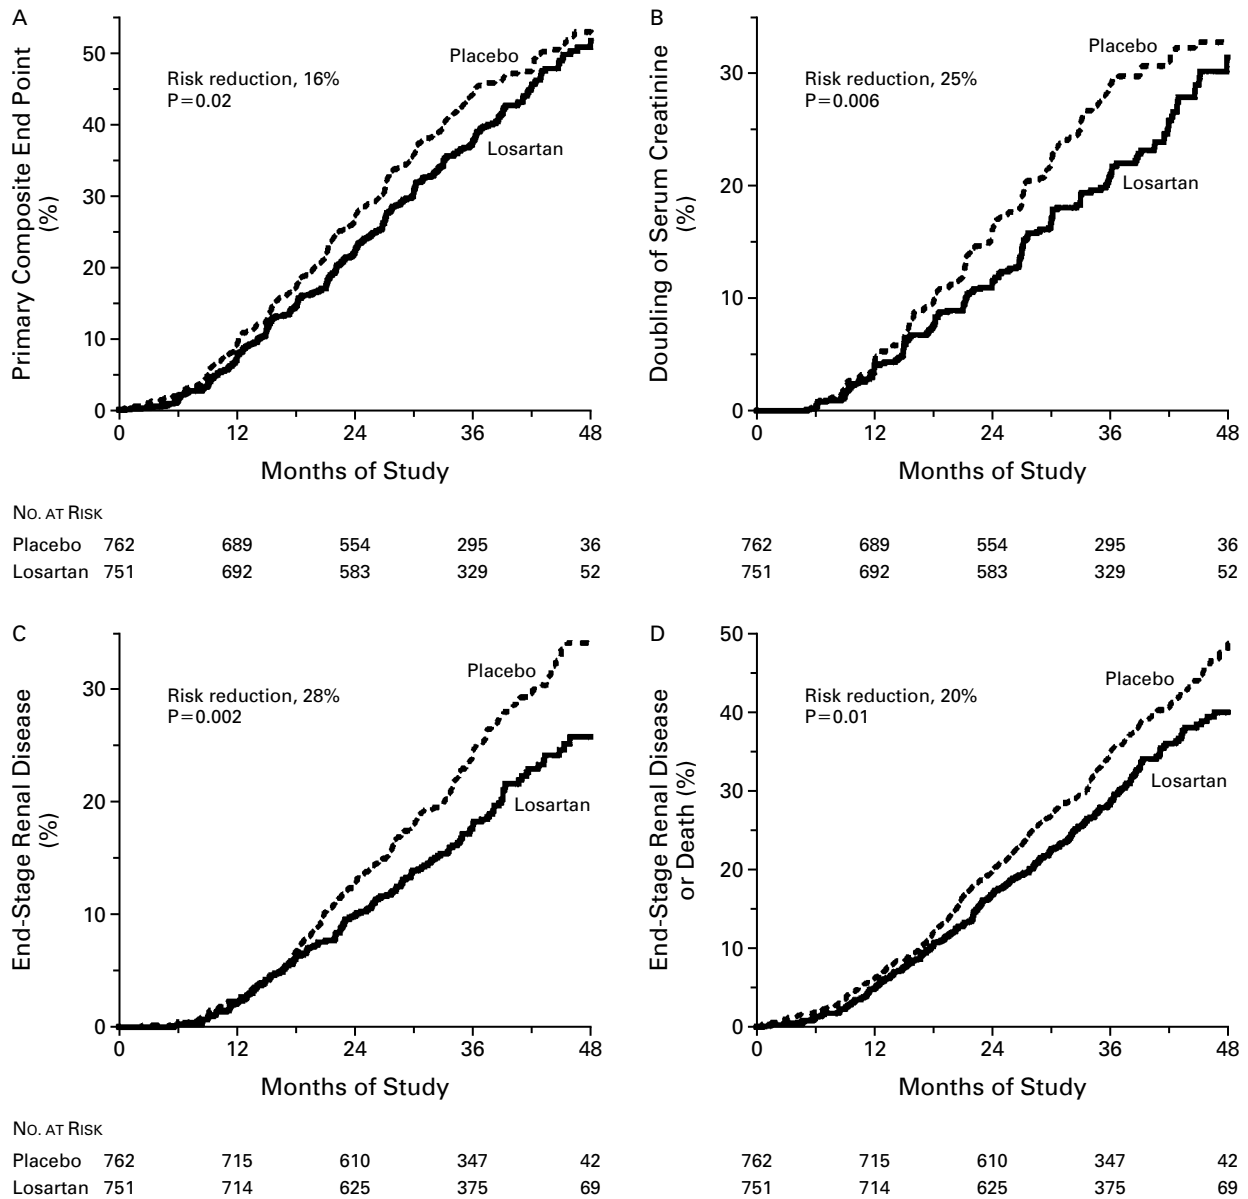 A
Primary Composite End Point
(%)
50
40
30
20
10
0
Placebo
Risk reduction, 16%
P=0.02
Losartan
0 12 24 36 48
Months of Study
B
Doubling of Serum Creatinine
(%)
30
20
10
0
Placebo
Risk reduction, 25%
P=0.006
Losartan
0 12 24 36 48
Months of Study
NO. AT RISK
Placebo 762 689 554 295 36
Losartan 751 692 583 329 52
762 689 554 295 36
751 692 583 329 52
C
End-Stage Renal Disease
(%)
30
20
10
0
Placebo
Risk reduction, 28%
P=0.002
Losartan
0 12 24 36 48
Months of Study
D
End-Stage Renal Disease
or Death (%)
50
40
30
20
10
0
Placebo
Risk reduction, 20%
P=0.01
Losartan
0 12 24 36 48
Months of Study
NO. AT RISK
Placebo 762 715 610 347 42
Losartan 751 714 625 375 69
762 715 610 347 42
751 714 625 375 69